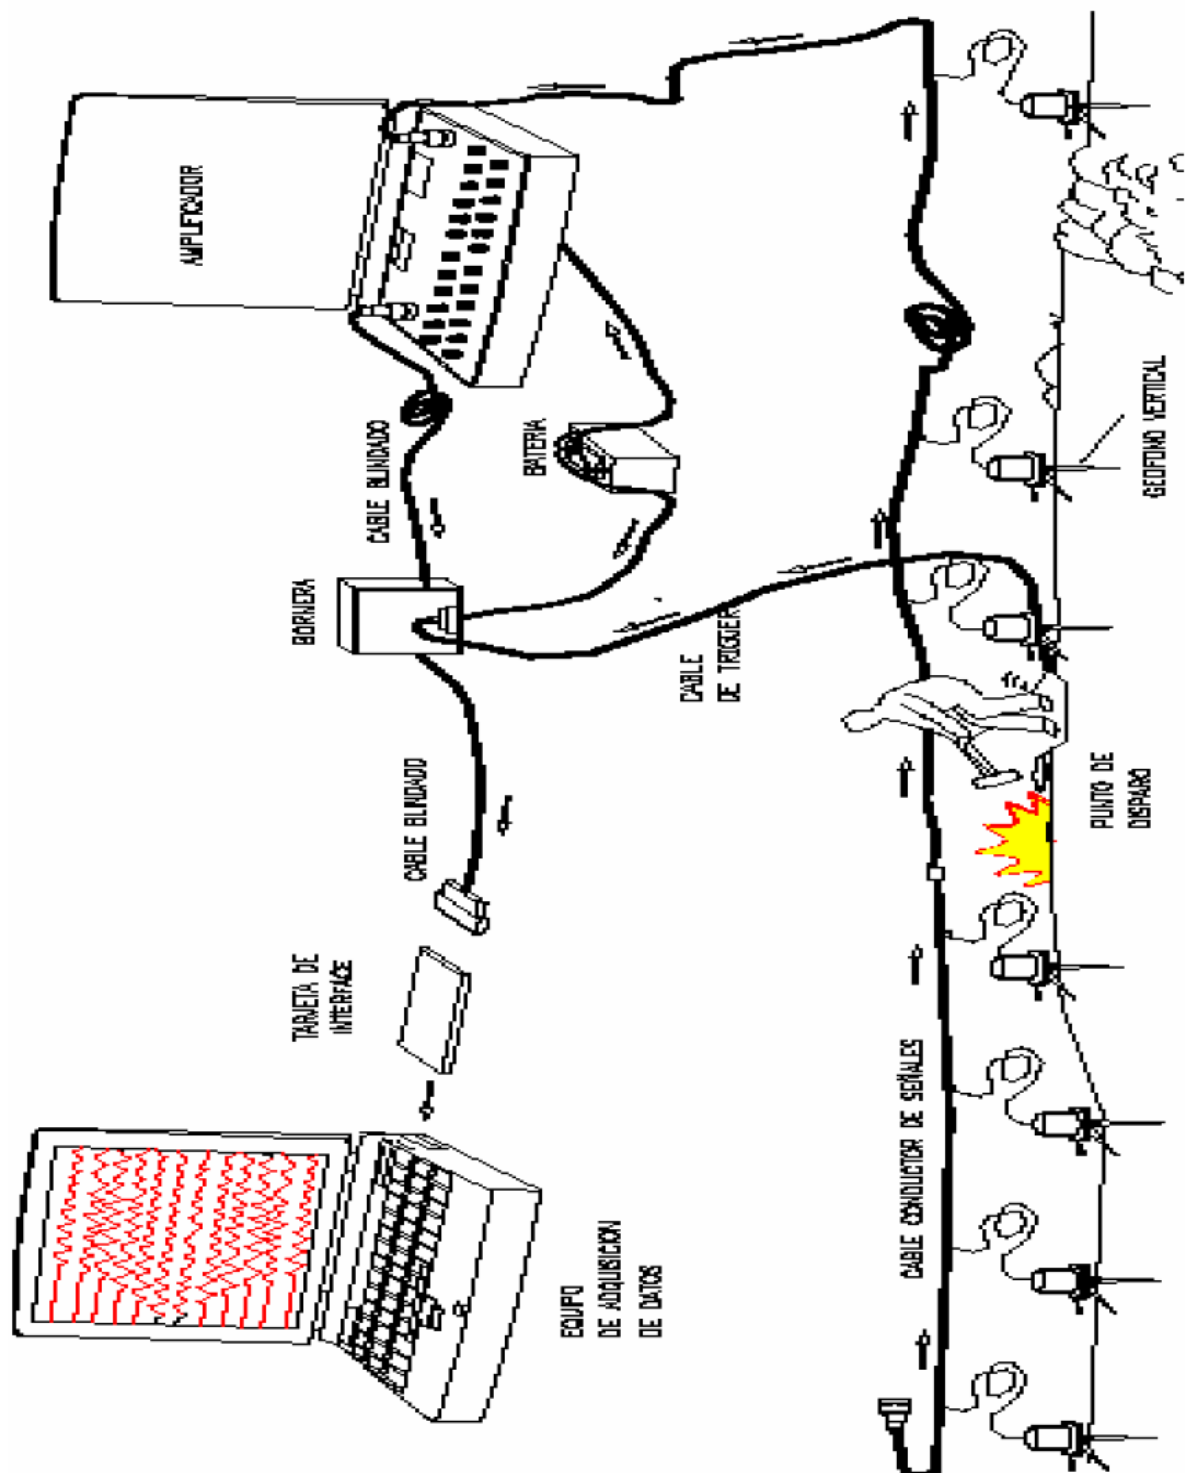 EQUIPO
DE ADQUISICION
DE DATOS
TARJETA DE
INTERFACE
CABLE BLINDADO
BORNERA
CABLE BLINDADO
AMPLIFICADOR
BATERIA
CABLE
DE TRIGGER
CABLE CONDUCTOR DE SEÑALES
PUNTO DE
DISPARO
GEOFONO VERTICAL